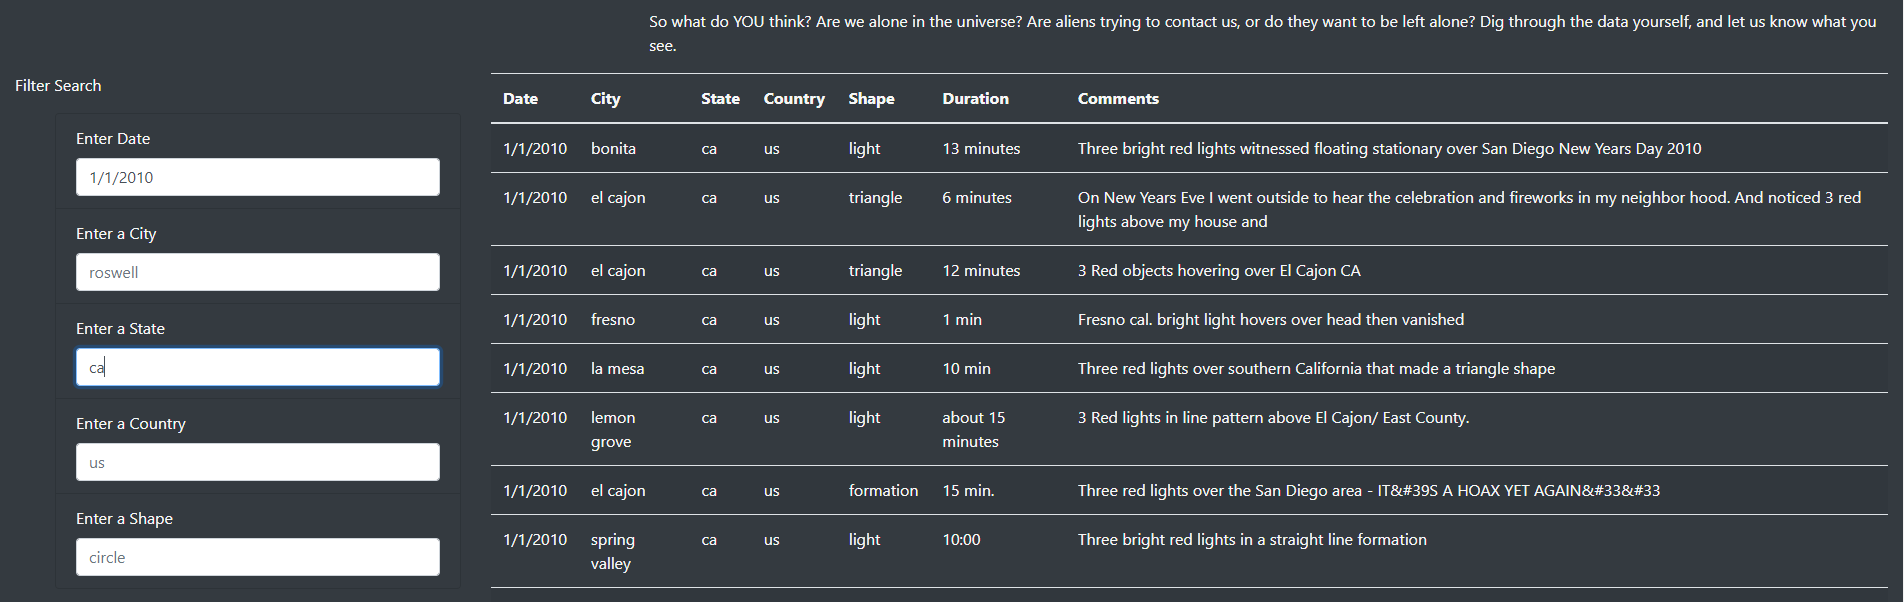 So what do YOU think? Are we alone in the universe? Are aliens trying to contact us, or do they want to be left alone? Dig through the data yourself, and let us know what you
see.
Filter Search
Enter Date
1/1/2010
Enter a City
roswell
Enter a State
ca
Enter a Country
us
Enter a Shape
circle
Date City State Country Shape Duration Comments
1/1/2010 bonita ca us light 13 minutes Three bright red lights witnessed floating stationary over San Diego New Years Day 2010
1/1/2010 el cajon ca us triangle 6 minutes On New Years Eve I went outside to hear the celebration and fireworks in my neighbor hood. And noticed 3 red
lights above my house and
1/1/2010 el cajon ca us triangle 12 minutes 3 Red objects hovering over El Cajon CA
1/1/2010 fresno ca us light 1 min Fresno cal. bright light hovers over head then vanished
1/1/2010 la mesa ca us light 10 min Three red lights over southern California that made a triangle shape
1/1/2010 lemon ca us light about 15 3 Red lights in line pattern above El Cajon/ East County.
grove minutes
1/1/2010 el cajon ca us formation 15 min. Three red lights over the San Diego area - IT&#39S A HOAX YET AGAIN&#33&#33
1/1/2010 spring ca us light 10:00 Three bright red lights in a straight line formation
valley